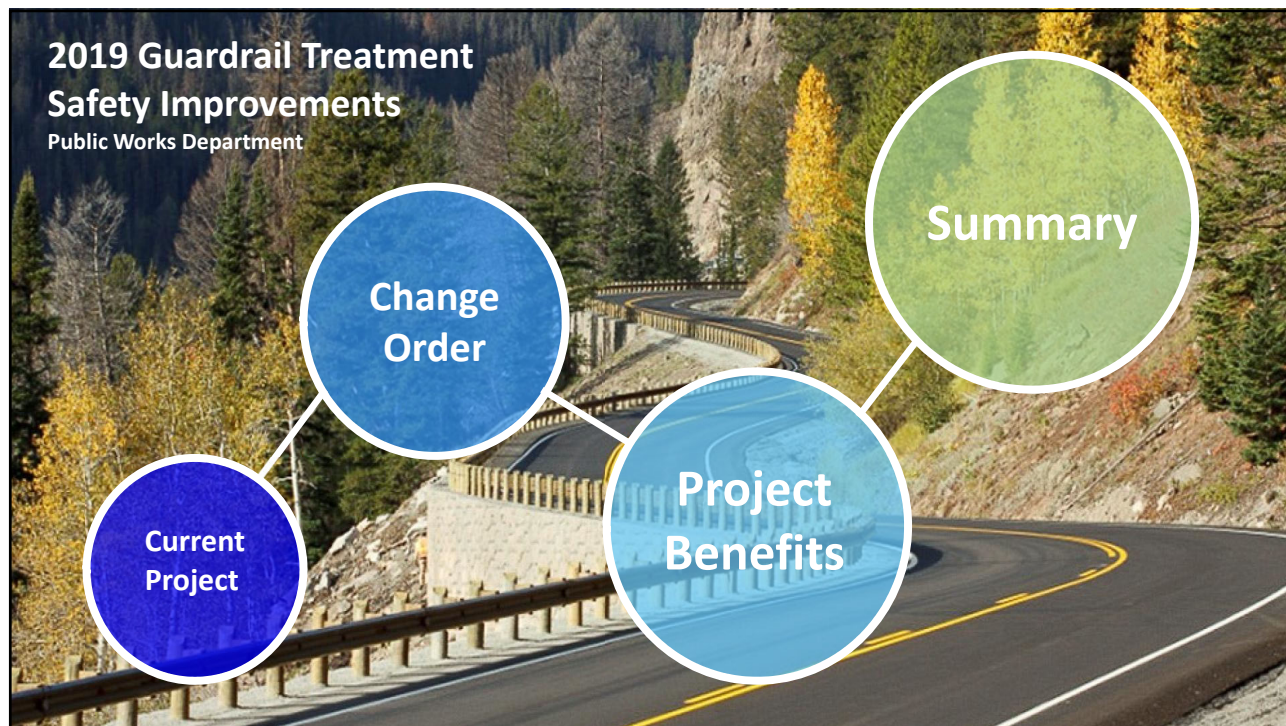 2019 Guardrail Treatment
Safety Improvements
Public Works Department
Current
Project
Change
Order
Project
Benefits
Summary